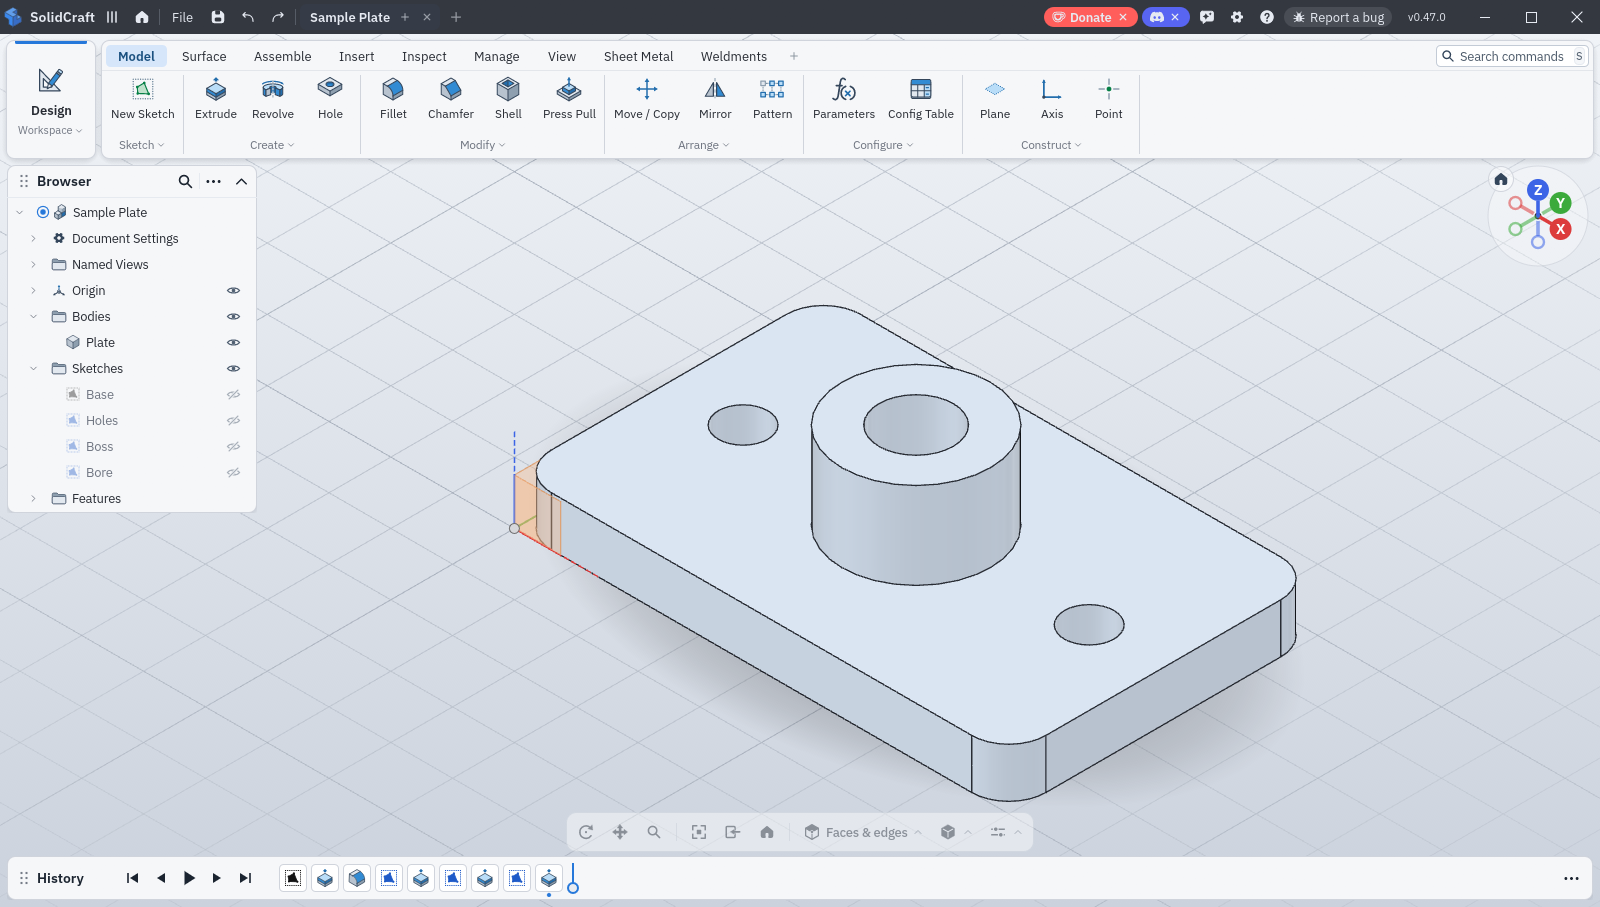 SolidCraft File Sample Plate Donate Report a bug v0.47.0
Model Surface Assemble Insert Inspect Manage View Sheet Metal Weldments Search commands S
Design
Workspace
New Sketch Extrude Revolve Hole Fillet Chamfer Shell Press Pull Move / Copy Mirror Pattern Parameters Config Table Plane Axis Point
Sketch Create Modify Arrange Configure Construct
Browser
Sample Plate
Document Settings
Named Views
Origin
Bodies
Plate
Sketches
Base
Holes
Boss
Bore
Features
Z
Y
X
Faces & edges
History